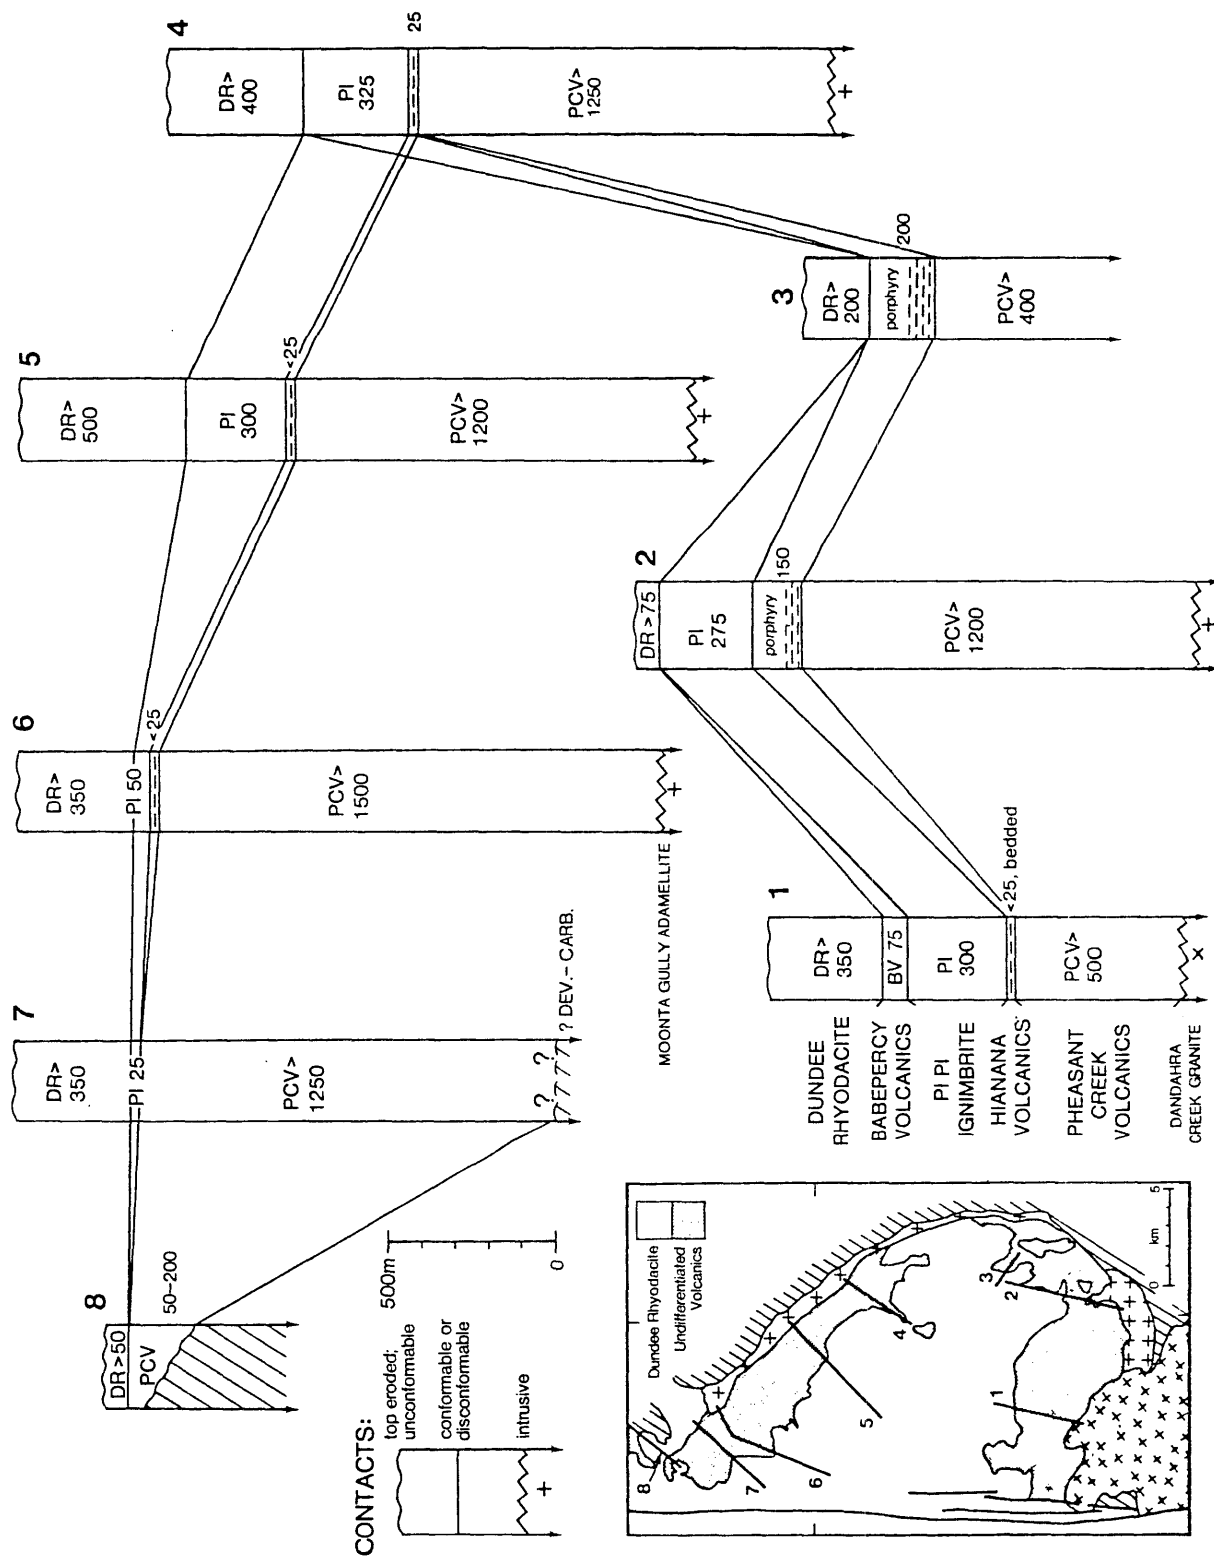 8
DR>50
PCV
50–200
7
DR>
350
PI 25
PCV>
1250
? ?
? ? ? ?
? DEV.– CARB.
6
DR>
350
PI 50
<25
PCV>
1500
+
MOONTA GULLY ADAMELLITE
5
DR>
500
PI
300
<25
PCV>
1200
+
4
DR>
400
PI
325
25
PCV>
1250
+
CONTACTS:
top eroded;
unconformable
conformable or
disconformable
intrusive
+
500m
0
1
DR>
350
BV 75
PI
300
<25, bedded
PCV>
500
x
DUNDEE
RHYODACITE
BABEPERCY
VOLCANICS
PI PI
IGNIMBRITE
HIANANA
VOLCANICS
PHEASANT
CREEK
VOLCANICS
DANDAHRA
CREEK GRANITE
2
DR>75
PI
275
porphyry
150
PCV>
1200
+
3
DR>
200
porphyry
200
PCV>
400
Dundee Rhyodacite
Undifferentiated
Volcanics
8
7
6
5
4
3
2
1
0
km
5